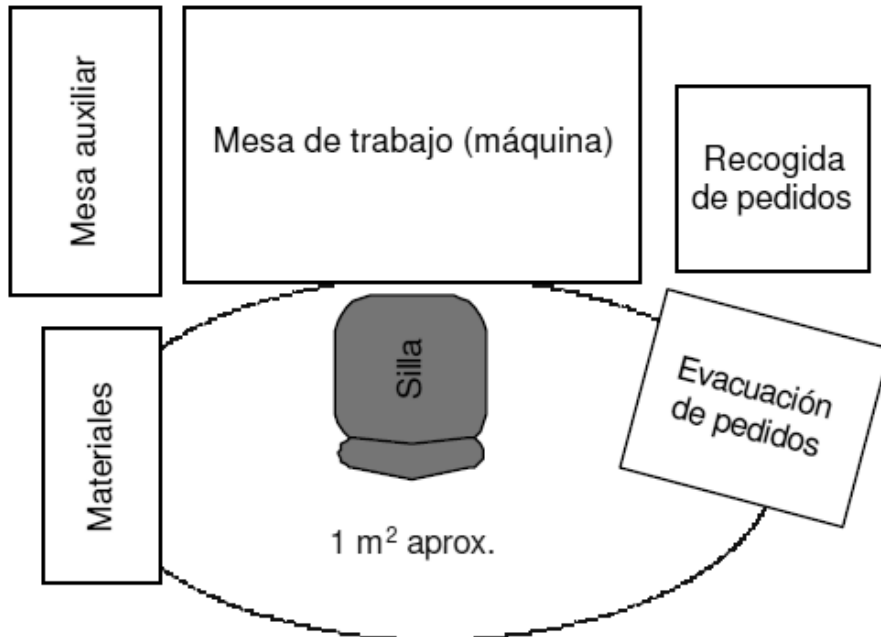 Mesa auxiliar
Mesa de trabajo (máquina)
Recogida
de pedidos
Materiales
Silla
Evacuación
de pedidos
1 m² aprox.